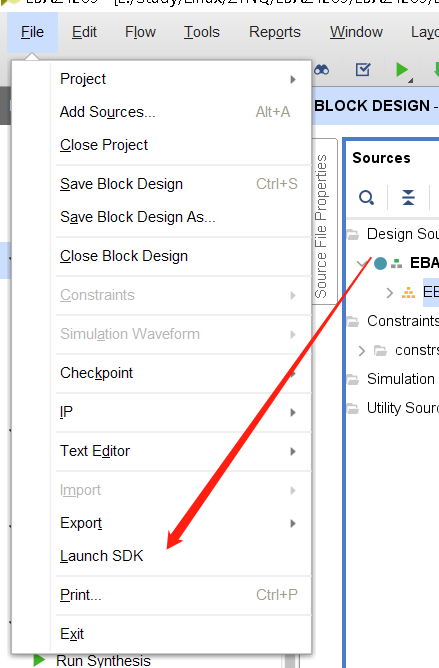 File Edit Flow Tools Reports Window
Project
Add Sources... Alt+A
Close Project
Save Block Design Ctrl+S
Save Block Design As...
Close Block Design
Constraints
Simulation Waveform
Checkpoint
IP
Text Editor
Import
Export
Launch SDK
Print... Ctrl+P
Exit
Run Synthesis
BLOCK DESIGN -
Source File Properties
Sources
Design Sou
EBA
EB
Constraints
constrs
Simulation
Utility Sourc